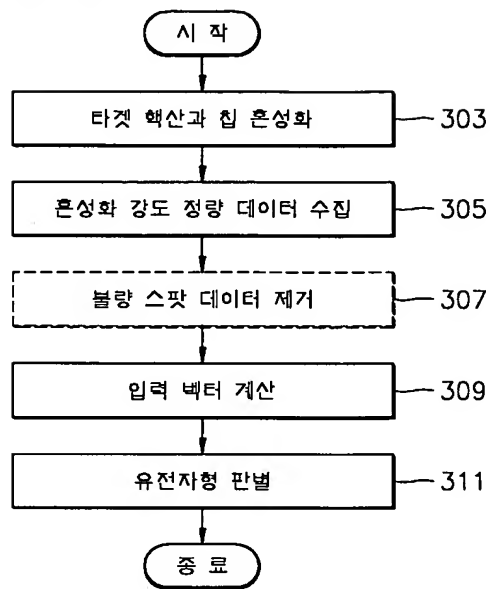 시 작
타겟 핵산과 칩 혼성화
303
혼성화 강도 정량 데이터 수집
305
불량 스팟 데이터 제거
307
입력 벡터 계산
309
유전자형 판별
311
종 료